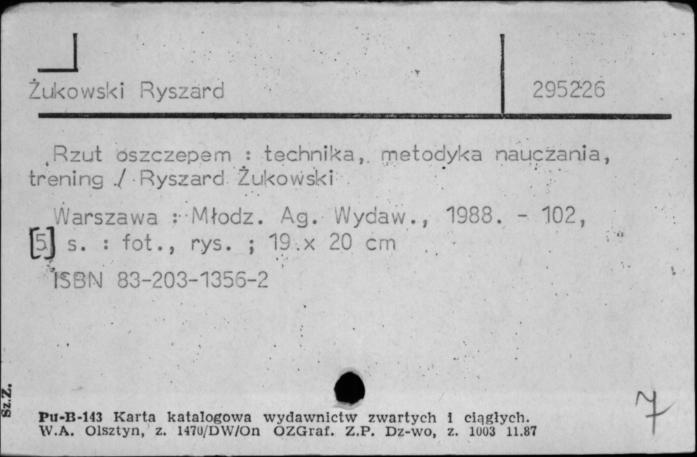 Żukowski Ryszard 295226
Rzut oszczepem : technika, metodyka nauczania,
trening / Ryszard Żukowski
Warszawa : Młodz. Ag. Wydaw., 1988. - 102,
[5] s. : fot., rys. ; 19 x 20 cm
ISBN 83-203-1356-2
Sz.Z.
Pu-B-143 Karta katalogowa wydawnictw zwartych i ciągłych.
W.A. Olsztyn, z. 1470/DW/On OZGraf. Z.P. Dz-wo, z. 1003 11.87
7